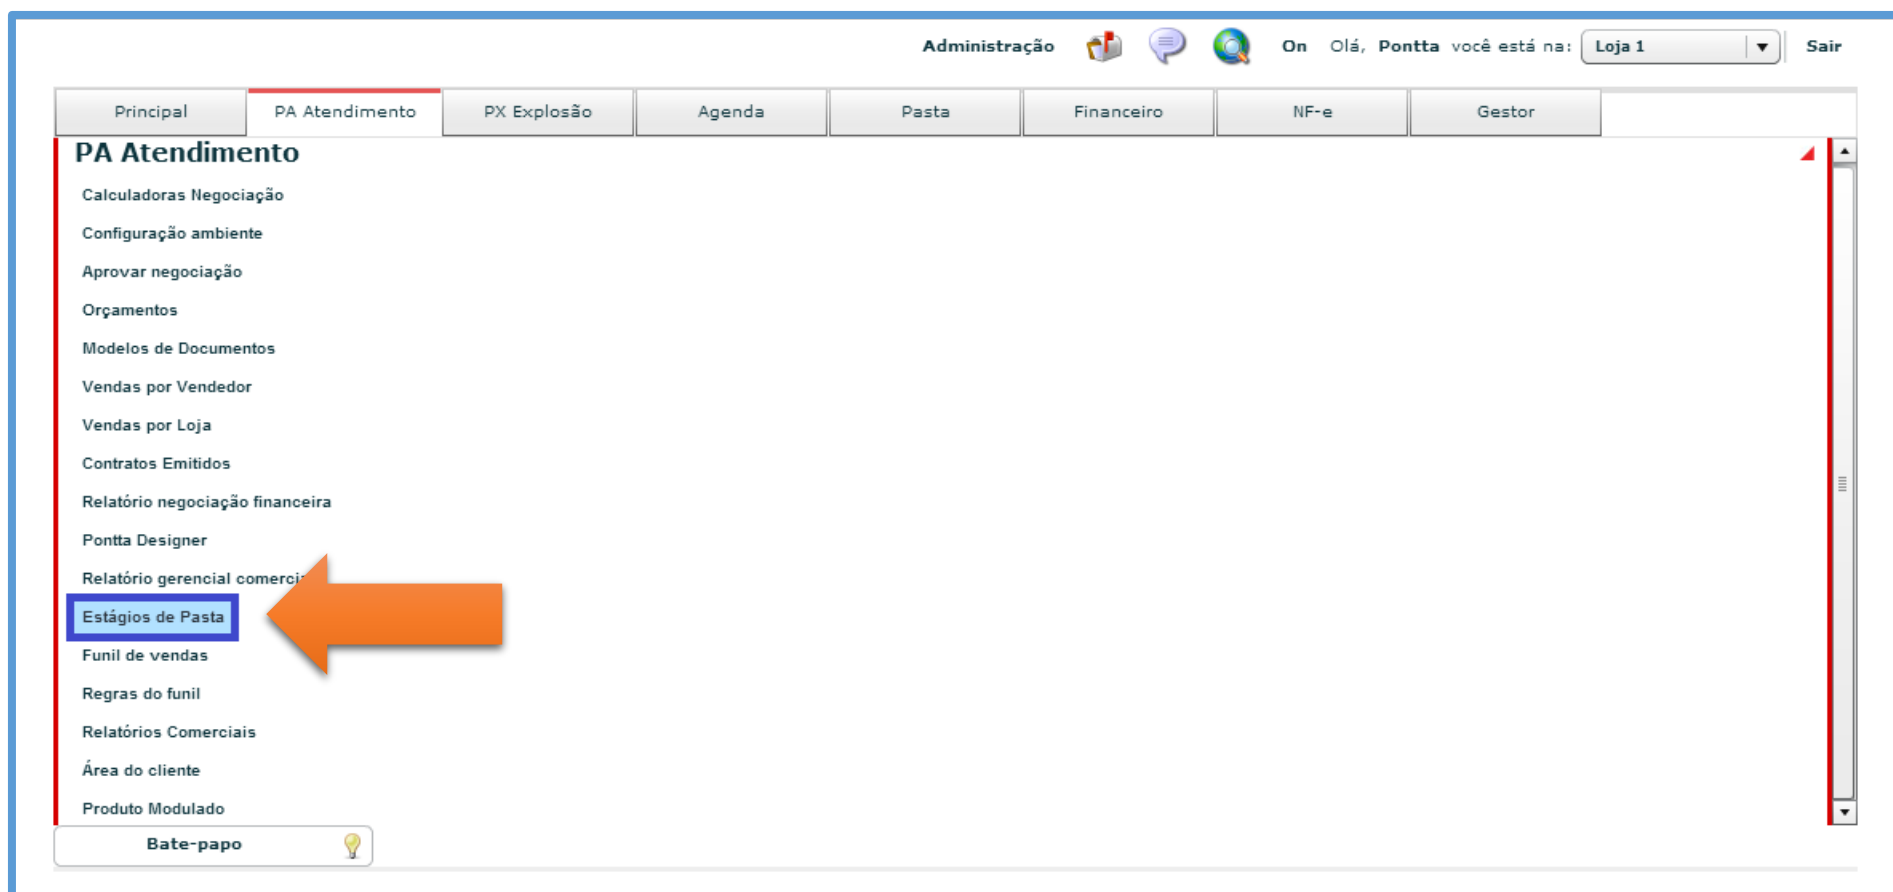 Administração On Olá, Pontta você está na: Loja 1 Sair
Principal PA Atendimento PX Explosão Agenda Pasta Financeiro NF-e Gestor
PA Atendimento
Calculadoras Negociação
Configuração ambiente
Aprovar negociação
Orçamentos
Modelos de Documentos
Vendas por Vendedor
Vendas por Loja
Contratos Emitidos
Relatório negociação financeira
Pontta Designer
Relatório gerencial
Estágios de Pasta
Funil de vendas
Regras do funil
Relatórios Comerciais
Área do cliente
Produto Modulado
Bate-papo